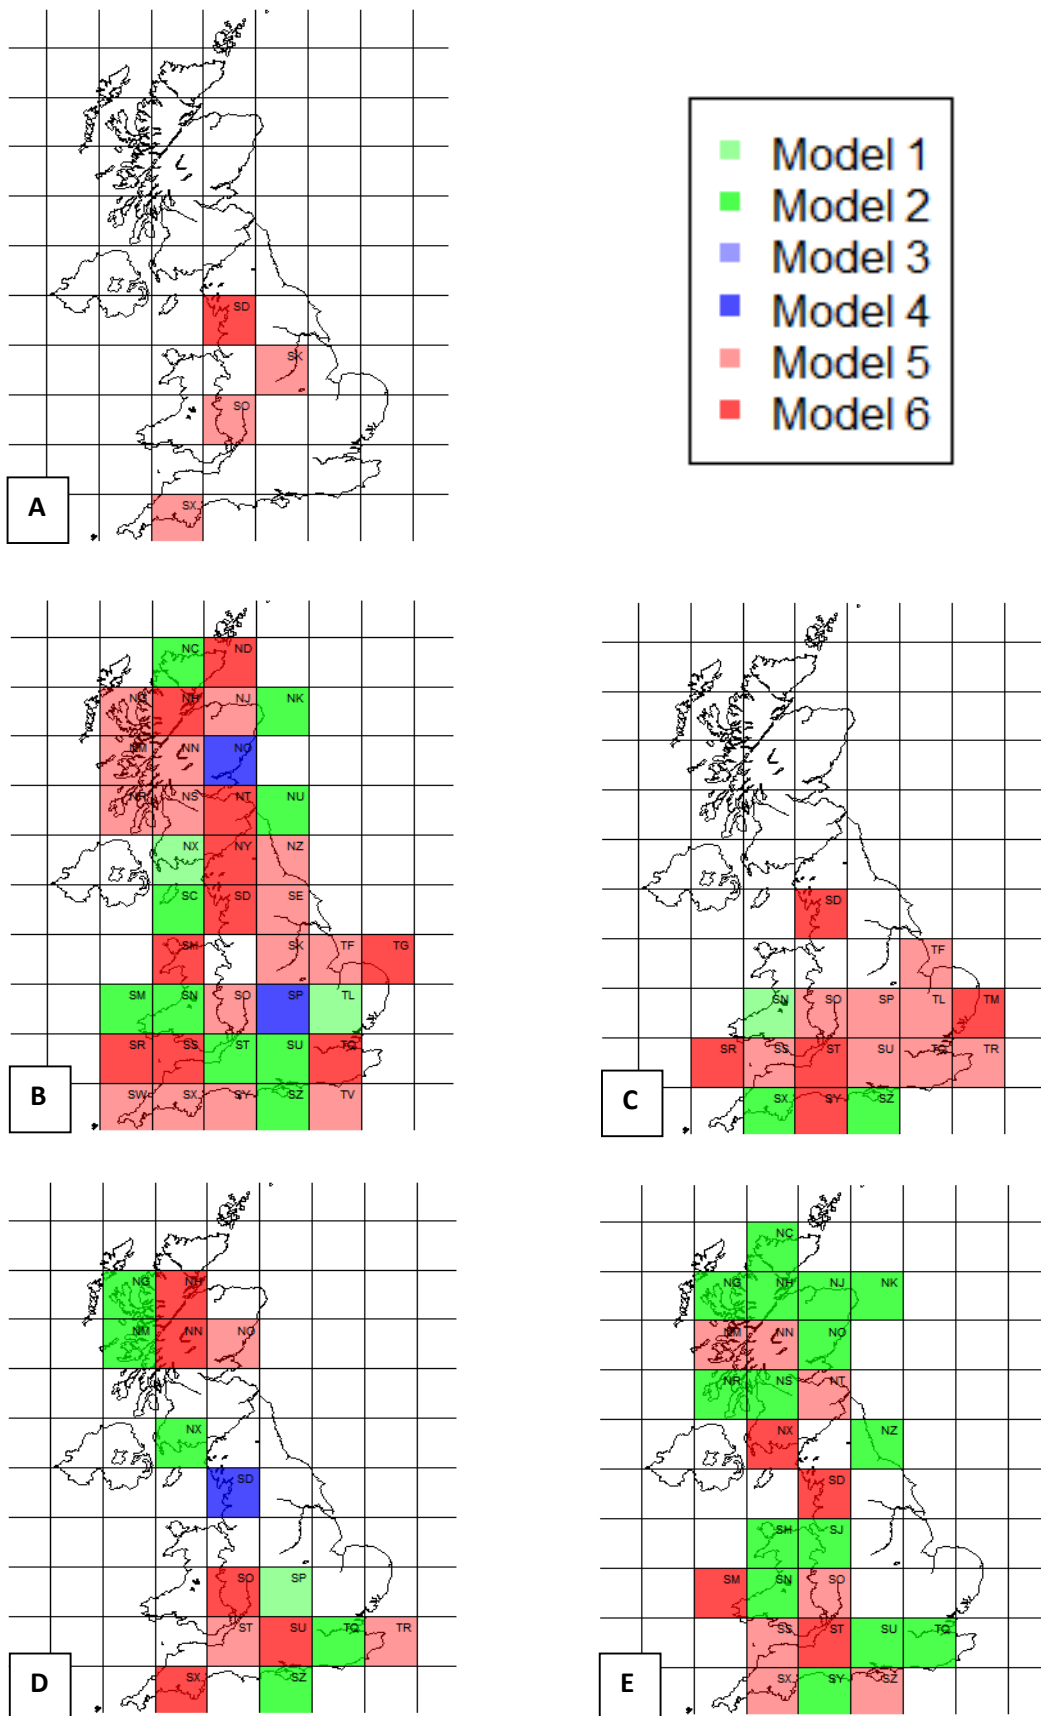 Model 1
Model 2
Model 3
Model 4
Model 5
Model 6
SD
SK
SO
SX
A
NC ND
NG NH NJ NK
NM NN NO
NR NS NT NU
NX NY NZ
SC SD SE
SH SK TF TG
SM SN SO SP TL
SR SS ST SU TQ
SW SX SY SZ TV
B
SD
TF
SN SO SP TL TM
SR SS ST SU TQ TR
SX SY SZ
C
NG NH
NM NN NO
NX
SD
SO SP
ST SU TQ TR
SX SZ
D
NC
NG NH NJ NK
NM NN NO
NR NS NT
NX NZ
SD
SH SJ
SM SN SO
SS ST SU TQ
SX SY SZ
E